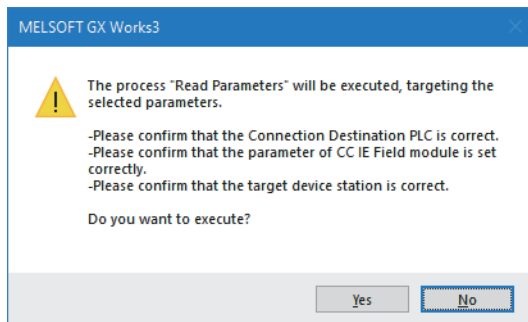 MELSOFT GX Works3
The process "Read Parameters" will be executed, targeting the
selected parameters.
-Please confirm that the Connection Destination PLC is correct.
-Please confirm that the parameter of CC IE Field module is set
correctly.
-Please confirm that the target device station is correct.
Do you want to execute?
Yes
No